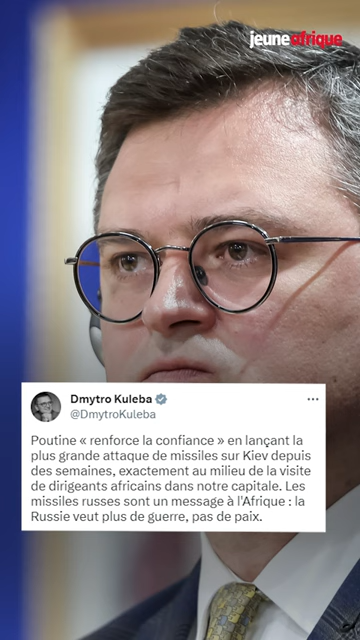 jeuneafrique
Dmytro Kuleba
@DmytroKuleba
Poutine « renforce la confiance » en lançant la
plus grande attaque de missiles sur Kiev depuis
des semaines, exactement au milieu de la visite
de dirigeants africains dans notre capitale. Les
missiles russes sont un message à l'Afrique : la
Russie veut plus de guerre, pas de paix.